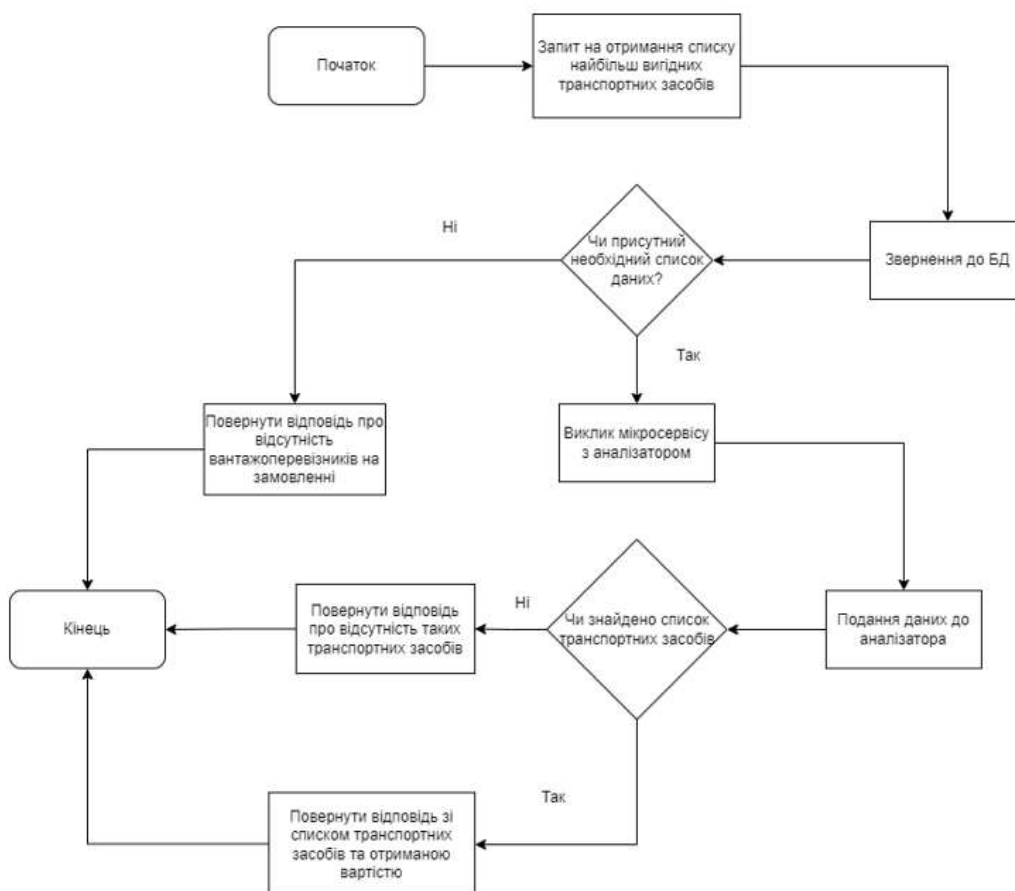 Початок
Запит на отримання списку
найбільш вигідних
транспортних засобів
Ні
Чи присутній
необхідний список
даних?
Звернення до БД
Так
Повернути відповідь про
відсутність
вантажоперевізників на
замовленні
Виклик мікросервісу
з аналізатором
Кінець
Повернути відповідь
про відсутність таких
транспортних засобів
Ні
Чи знайдено список
транспортних засобів
Подання даних до
аналізатора
Так
Повернути відповідь зі
списком транспортних
засобів та отриманою
вартістю